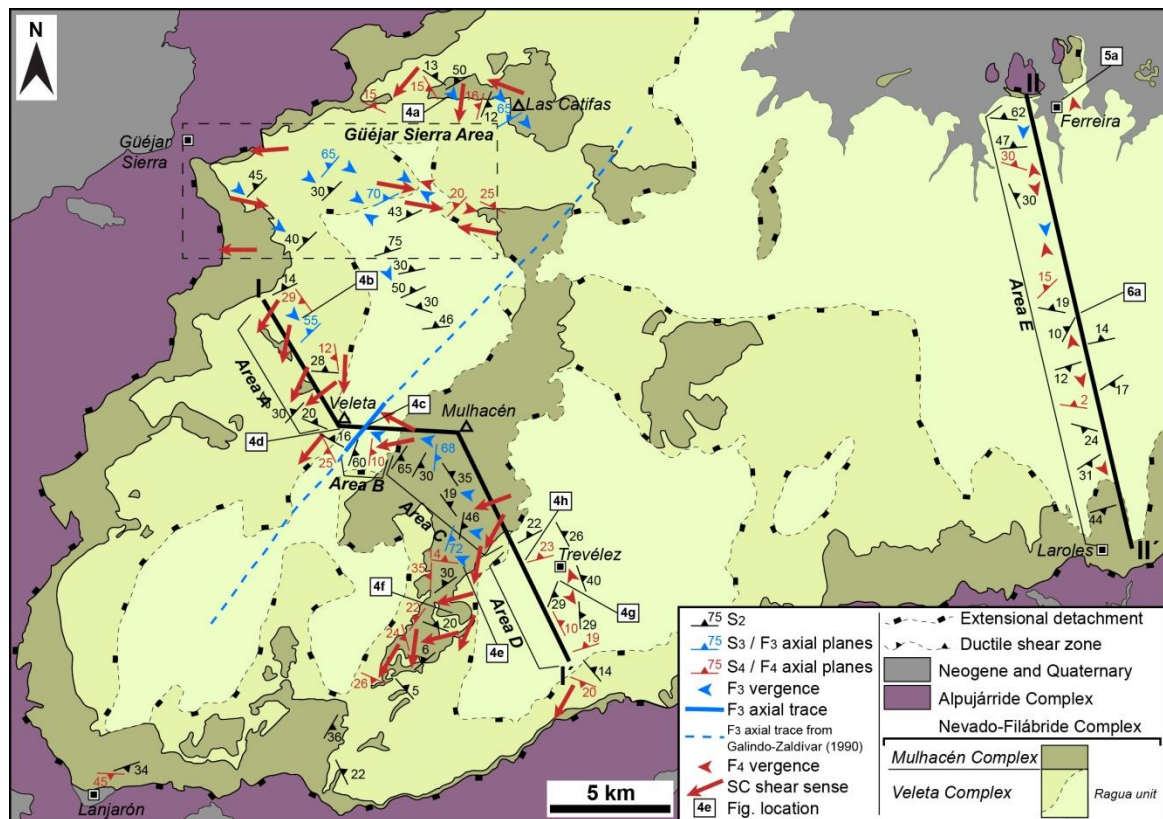 N
II
5a
Ferreira
13
50
15
15
16
4a
12
65
Las Catifas
Güéjar Sierra Area
Güéjar
Sierra
62
47
30
30
65
45
30
70
20
25
43
40
75
30
50
30
46
4b
I
14
29
55
12
28
Area A
30
20
Veleta
4c
Mulhacén
4d
16
25
60
10
Area B
65
30
68
35
19
46
Area C
72
4h
22
26
23
Trevélez
40
35
30
4f
22
24
20
6
4e
Area D
29
4g
29
10
19
I´
14
20
26
5
36
22
34
45
Lanjarón
Area E
15
19
10
6a
14
12
17
2
24
31
44
Laroles
II´
5 km
75 S2
75 S3 / F3 axial planes
75 S4 / F4 axial planes
F3 vergence
F3 axial trace
F3 axial trace from
Galindo-Zaldívar (1990)
F4 vergence
SC shear sense
4e Fig. location
Extensional detachment
Ductile shear zone
Neogene and Quaternary
Alpujárride Complex
Nevado-Filábride Complex
Mulhacén Complex
Veleta Complex
Ragua unit